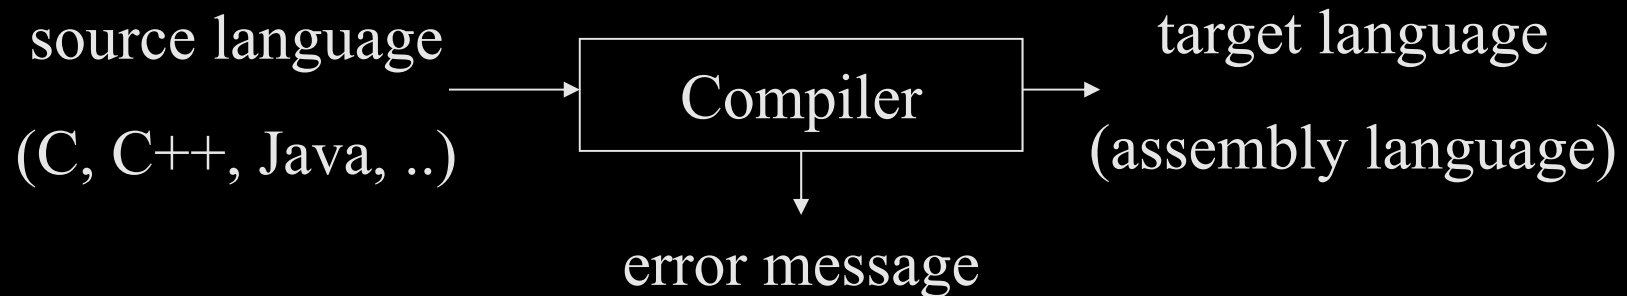 source language
(C, C++, Java, ..)
Compiler
target language
(assembly language)
error message